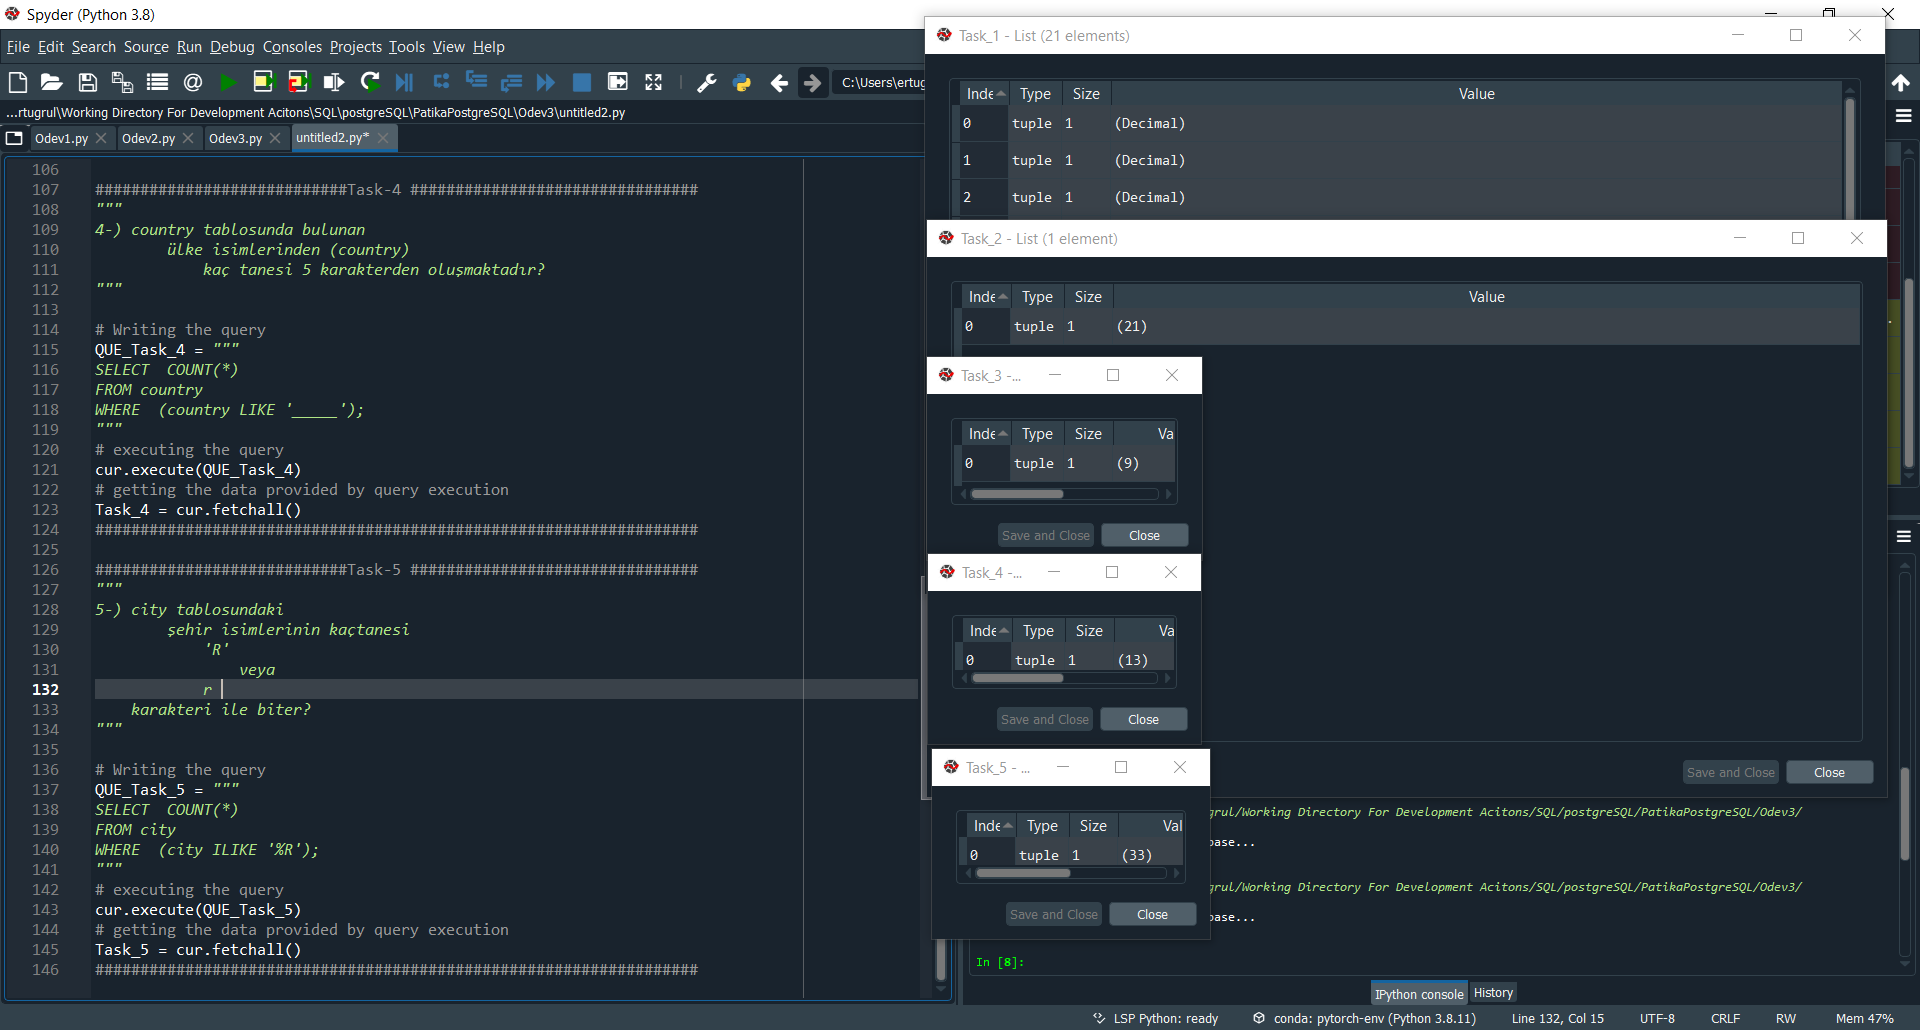 Spyder (Python 3.8)
File Edit Search Source Run Debug Consoles Projects Tools View Help
C:\Users\ertug
...rtugrul\Working Directory For Development Acitons\SQL\postgreSQL\PatikaPostgreSQL\Odev3\untitled2.py
Odev1.py Odev2.py Odev3.py untitled2.py*
106
107 ############################Task-4 ################################
108 """
109 4-) country tablosunda bulunan
110 ülke isimlerinden (country)
111 kaç tanesi 5 karakterden oluşmaktadır?
112 """
113
114 # Writing the query
115 QUE_Task_4 = """
116 SELECT COUNT(*)
117 FROM country
118 WHERE (country LIKE '_____');
119 """
120 # executing the query
121 cur.execute(QUE_Task_4)
122 # getting the data provided by query execution
123 Task_4 = cur.fetchall()
124 ###################################################################
125
126 ############################Task-5 ################################
127 """
128 5-) city tablosundaki
129 şehir isimlerinin kaçtanesi
130 'R'
131 veya
132 r
133 karakteri ile biter?
134 """
135
136 # Writing the query
137 QUE_Task_5 = """
138 SELECT COUNT(*)
139 FROM city
140 WHERE (city ILIKE '%R');
141 """
142 # executing the query
143 cur.execute(QUE_Task_5)
144 # getting the data provided by query execution
145 Task_5 = cur.fetchall()
146 ###################################################################
Task_1 - List (21 elements)
Inde Type Size Value
0 tuple 1 (Decimal)
1 tuple 1 (Decimal)
2 tuple 1 (Decimal)
Task_2 - List (1 element)
Inde Type Size Value
0 tuple 1 (21)
Save and Close Close
Task_3 -...
Inde Type Size Va
0 tuple 1 (9)
Save and Close Close
Task_4 -...
Inde Type Size Va
0 tuple 1 (13)
Save and Close Close
Task_5 - ...
Inde Type Size Val
0 tuple 1 (33)
Save and Close Close
grul/Working Directory For Development Acitons/SQL/postgreSQL/PatikaPostgreSQL/Odev3/
base...
grul/Working Directory For Development Acitons/SQL/postgreSQL/PatikaPostgreSQL/Odev3/
base...
In [8]:
IPython console History
LSP Python: ready conda: pytorch-env (Python 3.8.11) Line 132, Col 15 UTF-8 CRLF RW Mem 47%